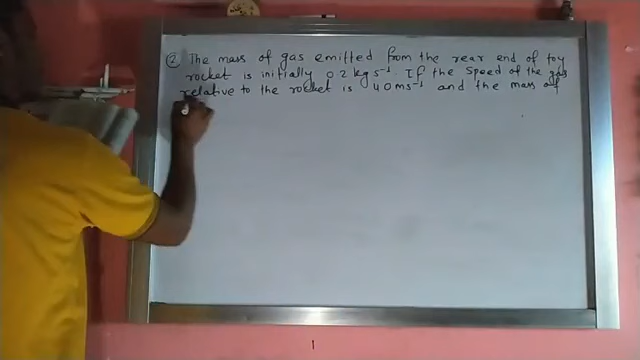 ② The mass of gas emitted from the rear end of toy
rocket is initially 0.2 kg s⁻¹. If the speed of the gas
relative to the rocket is 40 ms⁻¹ and the mass of